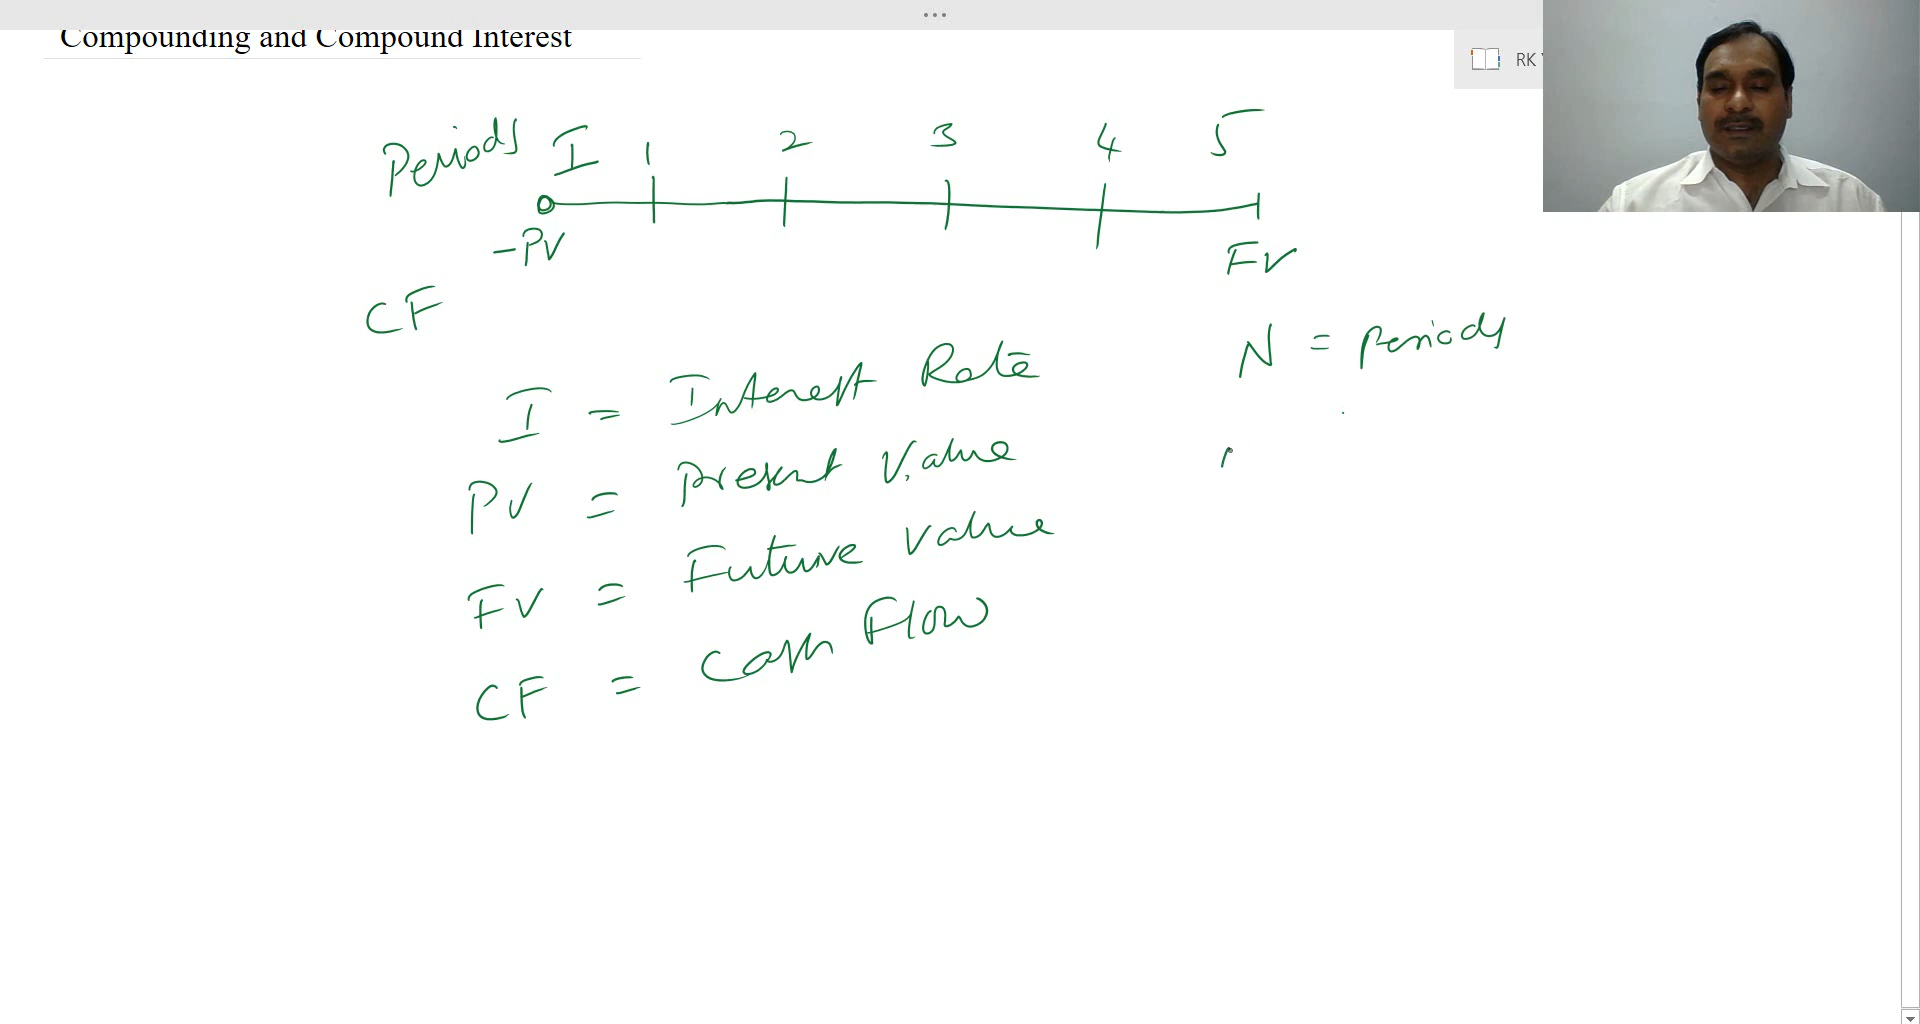 Compounding and Compound Interest
RK
Periods I 1 2 3 4 5
-PV FV
CF
N = periods
I = Interest Rate
PV = Present Value
FV = Future Value
CF = Cash Flow